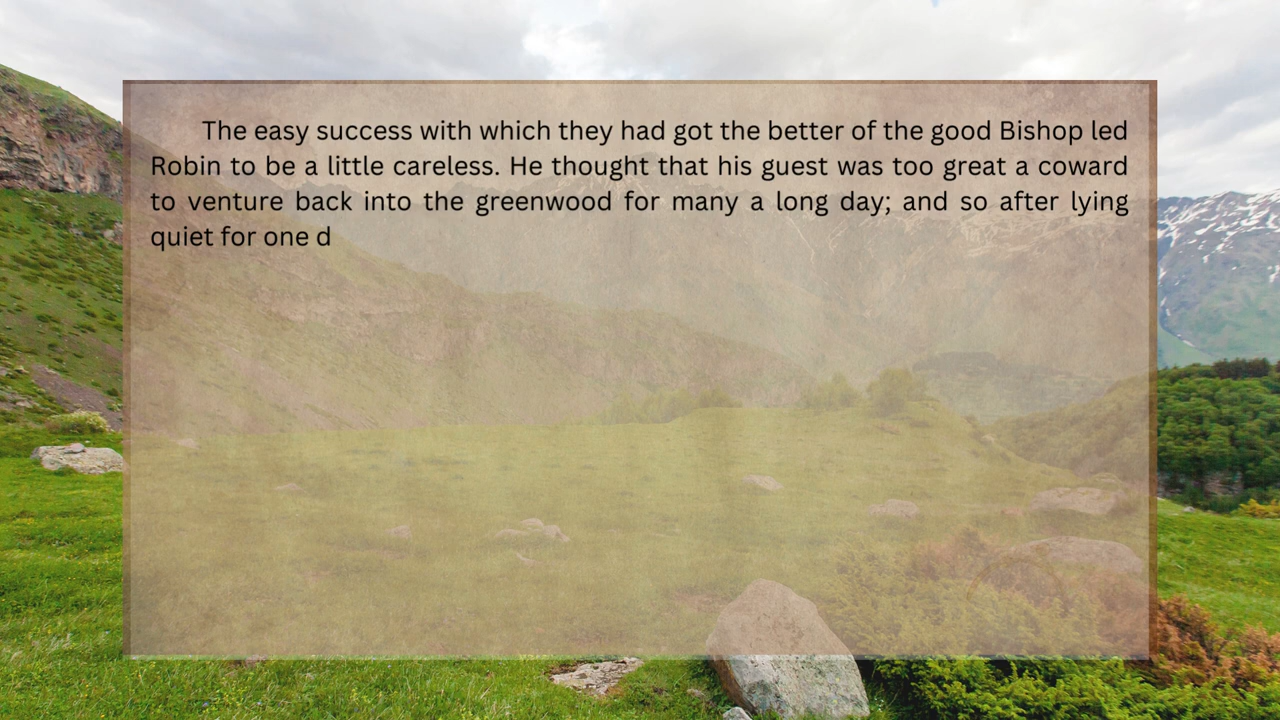 The easy success with which they had got the better of the good Bishop led
Robin to be a little careless. He thought that his guest was too great a coward
to venture back into the greenwood for many a long day; and so after lying
quiet for one d